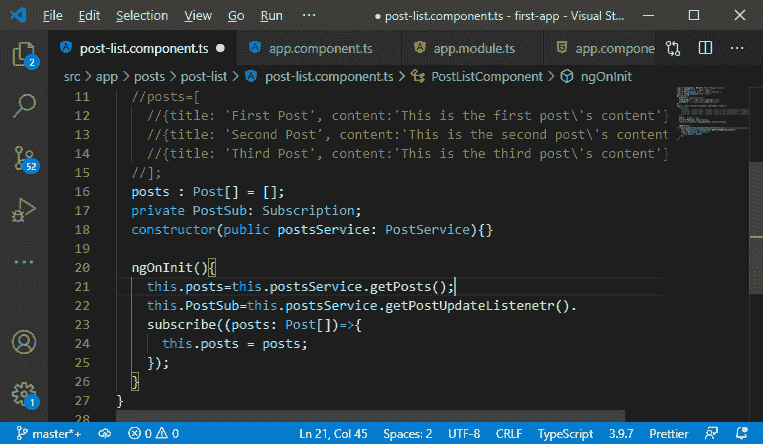 File Edit Selection View Go Run ··· ● post-list.component.ts - first-app - Visual St...
post-list.component.ts ● app.component.ts app.module.ts app.compone
src > app > posts > post-list > post-list.component.ts > PostListComponent > ngOnInit
11 //posts=[
12 //{title: 'First Post', content:'This is the first post\'s content'}
13 //{title: 'Second Post', content:'This is the second post\'s content
14 //{title: 'Third Post', content:'This is the third post\'s content'}
15 //];
16 posts : Post[] = [];
17 private PostSub: Subscription;
18 constructor(public postsService: PostService){}
19
20 ngOnInit(){
21 this.posts=this.postsService.getPosts();
22 this.PostSub=this.postsService.getPostUpdateListenetr().
23 subscribe((posts: Post[])=>{
24 this.posts = posts;
25 });
26 }
27 }
28
2
52
1
master*+ 0 0 Ln 21, Col 45 Spaces: 2 UTF-8 CRLF TypeScript 3.9.7 Prettier